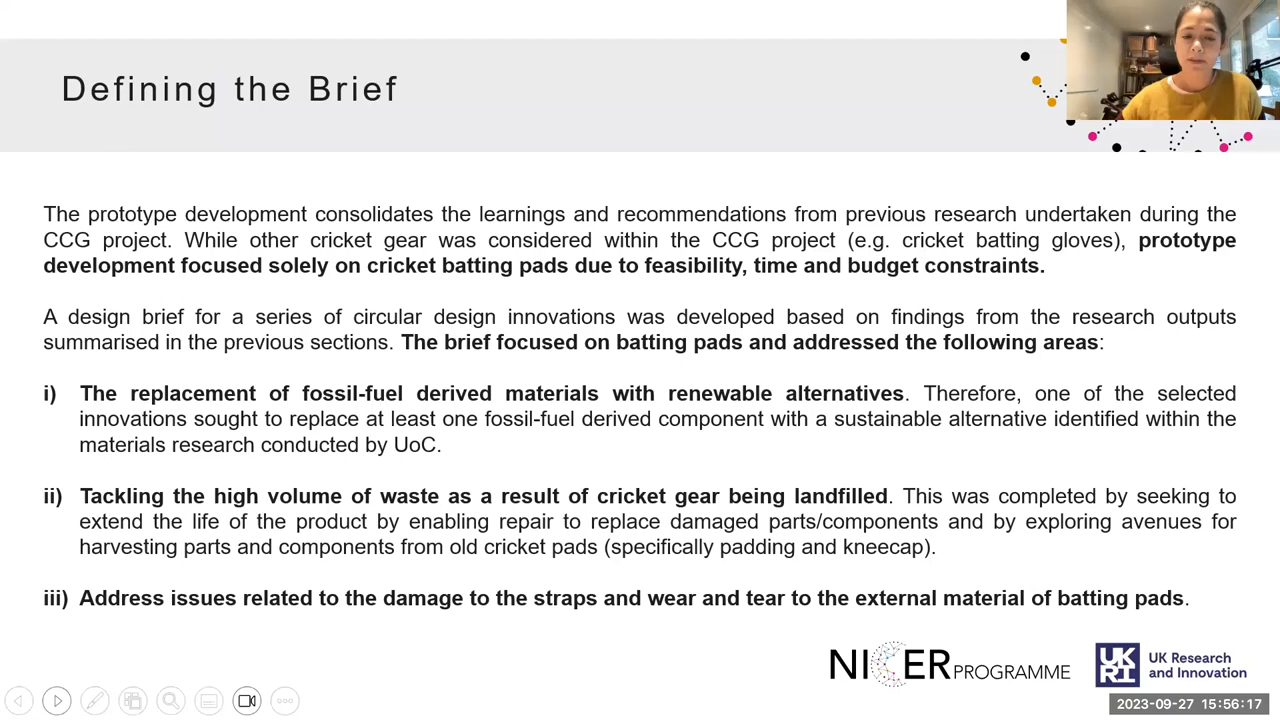 Defining the Brief
The prototype development consolidates the learnings and recommendations from previous research undertaken during the
CCG project. While other cricket gear was considered within the CCG project (e.g. cricket batting gloves), prototype
development focused solely on cricket batting pads due to feasibility, time and budget constraints.
A design brief for a series of circular design innovations was developed based on findings from the research outputs
summarised in the previous sections. The brief focused on batting pads and addressed the following areas:
i) The replacement of fossil-fuel derived materials with renewable alternatives. Therefore, one of the selected
innovations sought to replace at least one fossil-fuel derived component with a sustainable alternative identified within the
materials research conducted by UoC.
ii) Tackling the high volume of waste as a result of cricket gear being landfilled. This was completed by seeking to
extend the life of the product by enabling repair to replace damaged parts/components and by exploring avenues for
harvesting parts and components from old cricket pads (specifically padding and kneecap).
iii) Address issues related to the damage to the straps and wear and tear to the external material of batting pads.
NICER PROGRAMME
UKRI
UK Research
and Innovation
2023-09-27 15:56:17